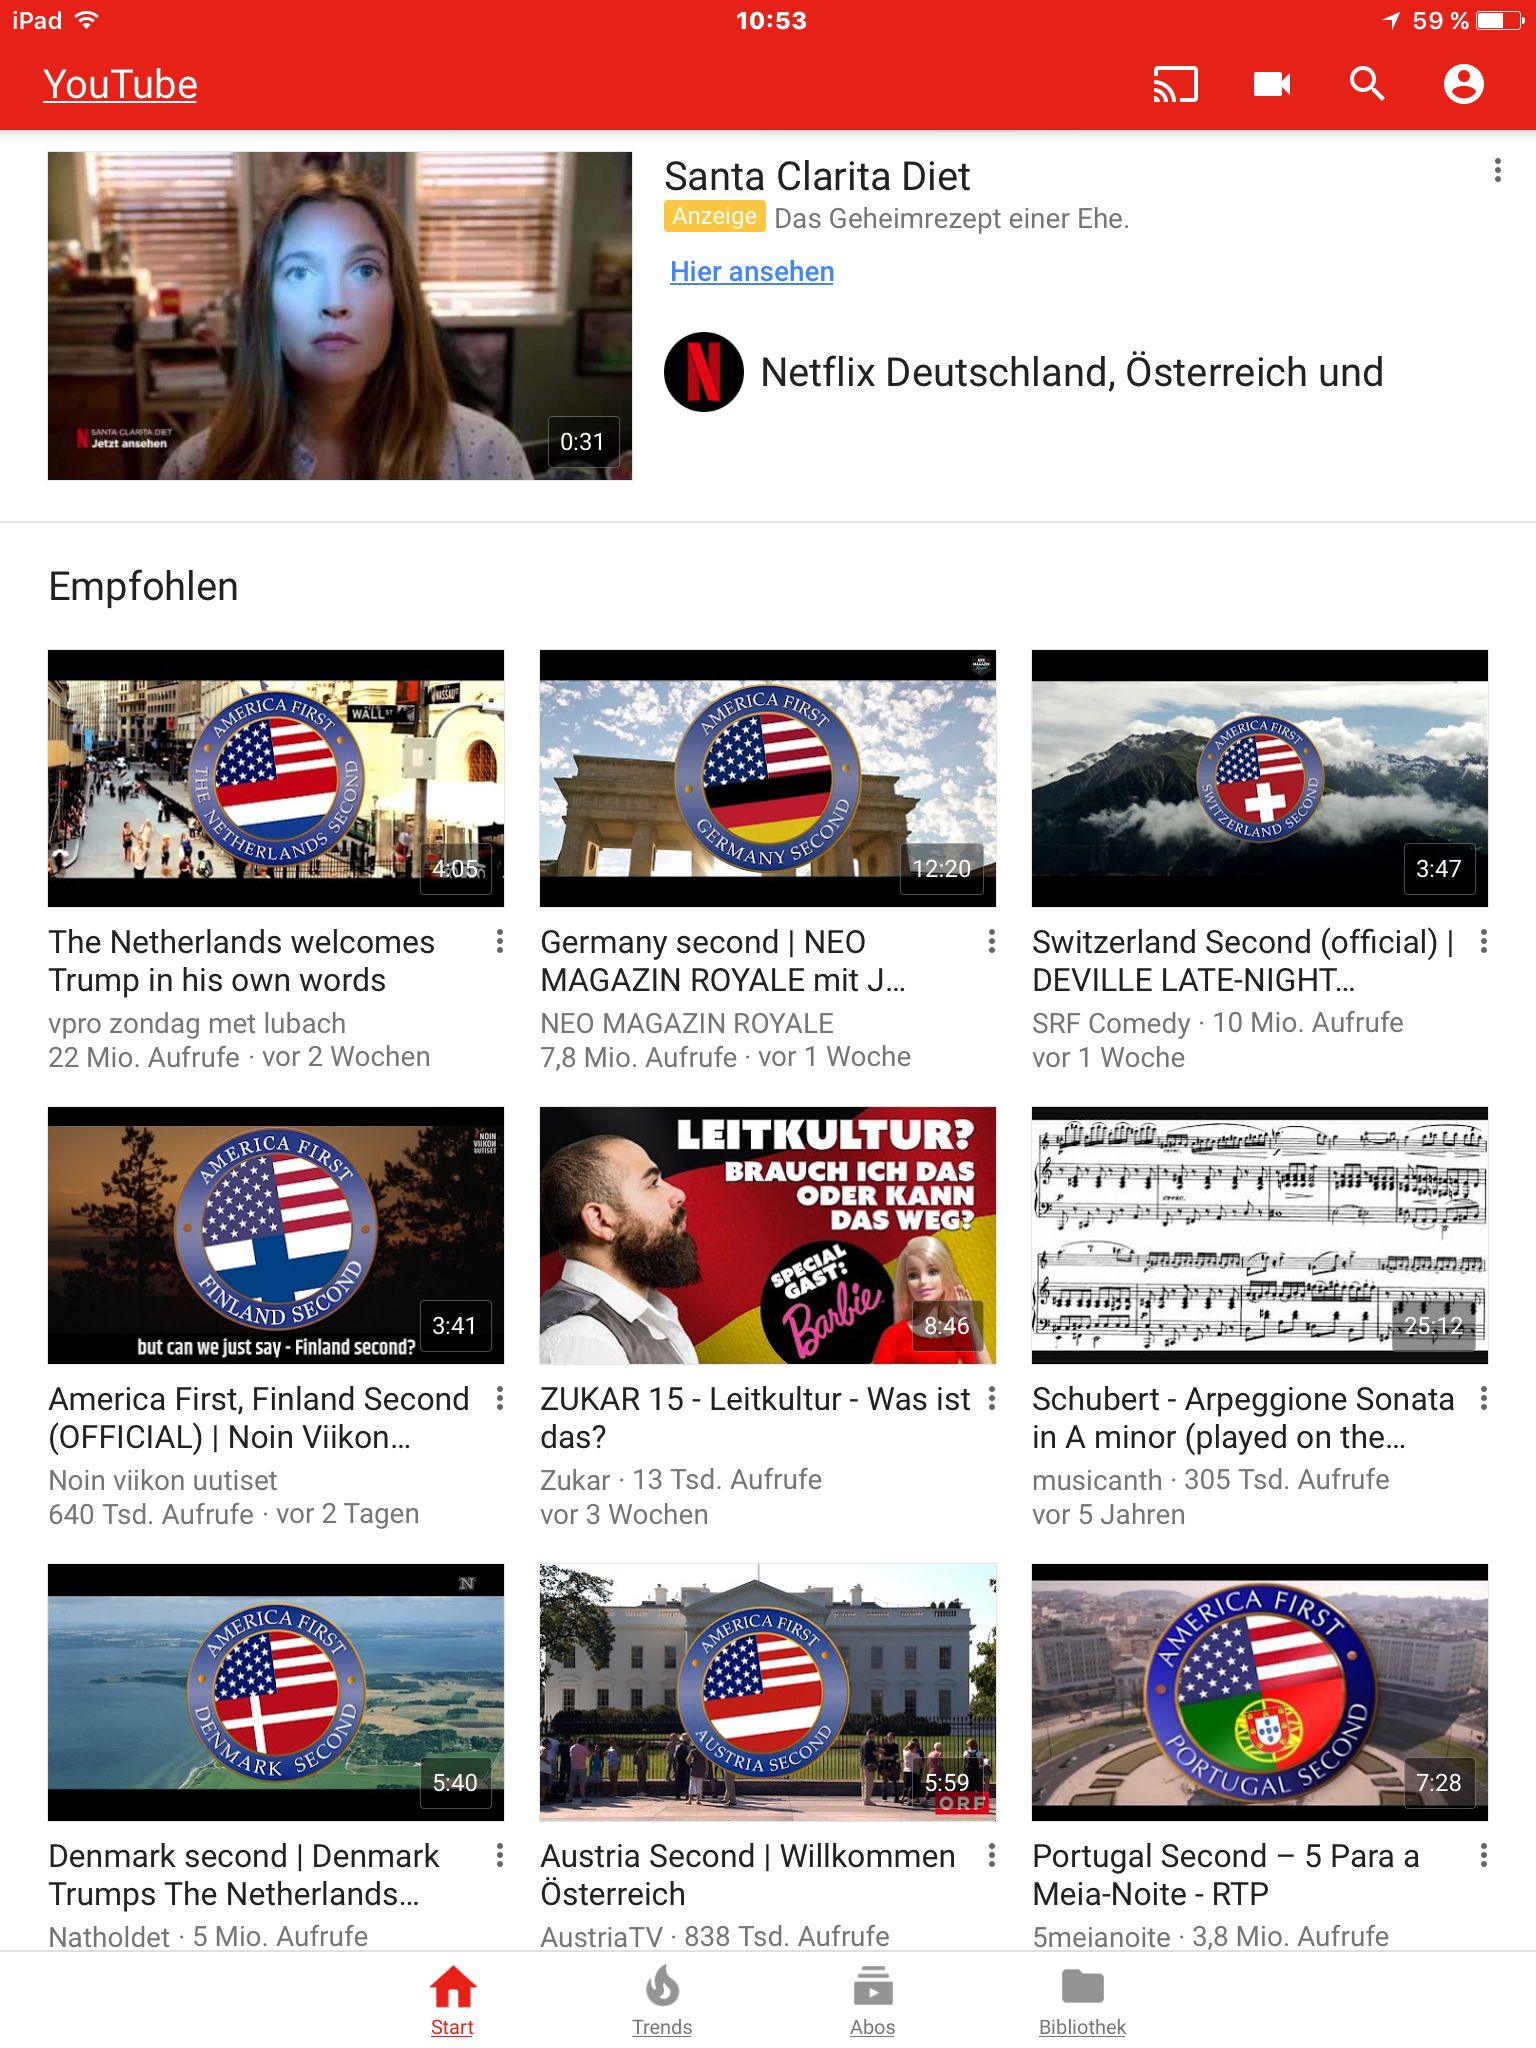 iPad 10:53 59 %
YouTube
Santa Clarita Diet
Anzeige Das Geheimrezept einer Ehe.
Hier ansehen
N Netflix Deutschland, Österreich und
SANTA CLARITA DIET
Jetzt ansehen
0:31
Empfohlen
NASSAU ST
WALL ST
AMERICA FIRST
THE NETHERLANDS SECOND
4:05
The Netherlands welcomes
Trump in his own words
vpro zondag met lubach
22 Mio. Aufrufe · vor 2 Wochen
AMERICA FIRST
GERMANY SECOND
12:20
Germany second | NEO
MAGAZIN ROYALE mit J...
NEO MAGAZIN ROYALE
7,8 Mio. Aufrufe · vor 1 Woche
AMERICA FIRST
SWITZERLAND SECOND
3:47
Switzerland Second (official) |
DEVILLE LATE-NIGHT...
SRF Comedy · 10 Mio. Aufrufe
vor 1 Woche
NOIN
VIIKON
UUTISET
AMERICA FIRST
FINLAND SECOND
but can we just say - Finland second?
3:41
America First, Finland Second
(OFFICIAL) | Noin Viikon...
Noin viikon uutiset
640 Tsd. Aufrufe · vor 2 Tagen
LEITKULTUR?
BRAUCH ICH DAS
ODER KANN
DAS WEG?
SPECIAL
GAST:
Barbie
8:46
ZUKAR 15 - Leitkultur - Was ist
das?
Zukar · 13 Tsd. Aufrufe
vor 3 Wochen
cresc.
25:12
Schubert - Arpeggione Sonata
in A minor (played on the...
musicanth · 305 Tsd. Aufrufe
vor 5 Jahren
N
AMERICA FIRST
DENMARK SECOND
5:40
Denmark second | Denmark
Trumps The Netherlands...
Natholdet · 5 Mio. Aufrufe
AMERICA FIRST
AUSTRIA SECOND
5:59
ORF
Austria Second | Willkommen
Österreich
AustriaTV · 838 Tsd. Aufrufe
AMERICA FIRST
PORTUGAL SECOND
7:28
Portugal Second – 5 Para a
Meia-Noite - RTP
5meianoite · 3,8 Mio. Aufrufe
Start Trends Abos Bibliothek